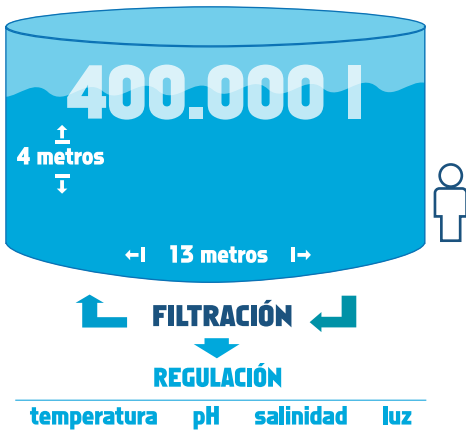 400.000 l
4 metros
13 metros
FILTRACIÓN
REGULACIÓN
temperatura pH salinidad luz